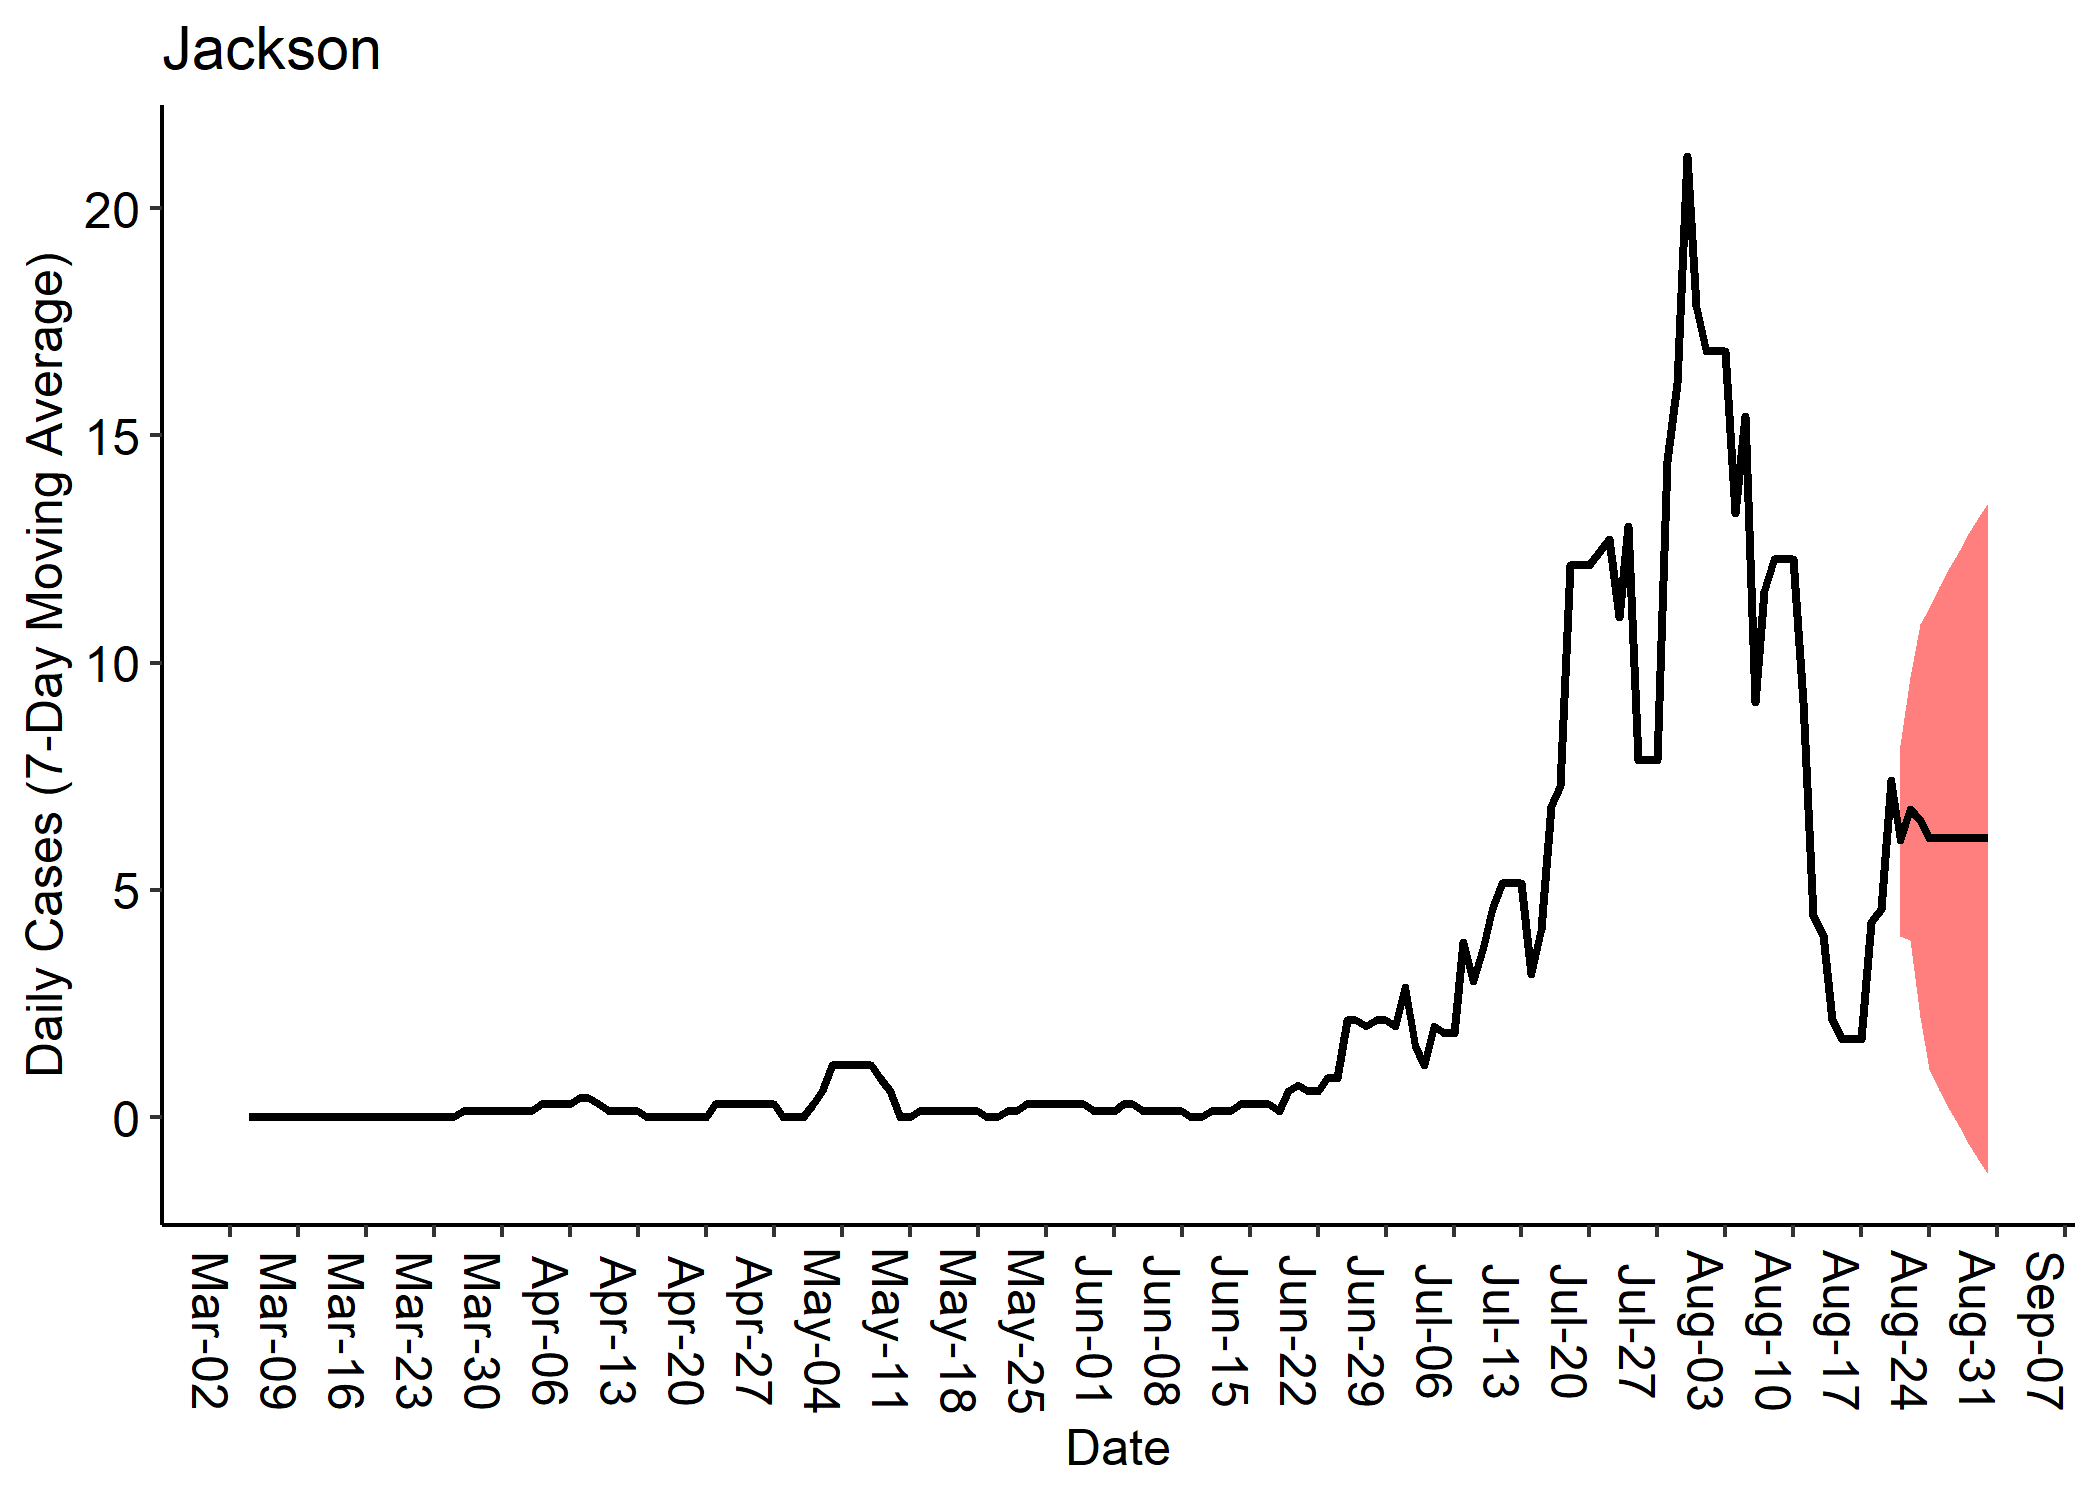 Jackson
Daily Cases (7-Day Moving Average)
20
15
10
5
0
Mar-02
Mar-09
Mar-16
Mar-23
Mar-30
Apr-06
Apr-13
Apr-20
Apr-27
May-04
May-11
May-18
May-25
Jun-01
Jun-08
Jun-15
Jun-22
Jun-29
Jul-06
Jul-13
Jul-20
Jul-27
Aug-03
Aug-10
Aug-17
Aug-24
Aug-31
Sep-07
Date